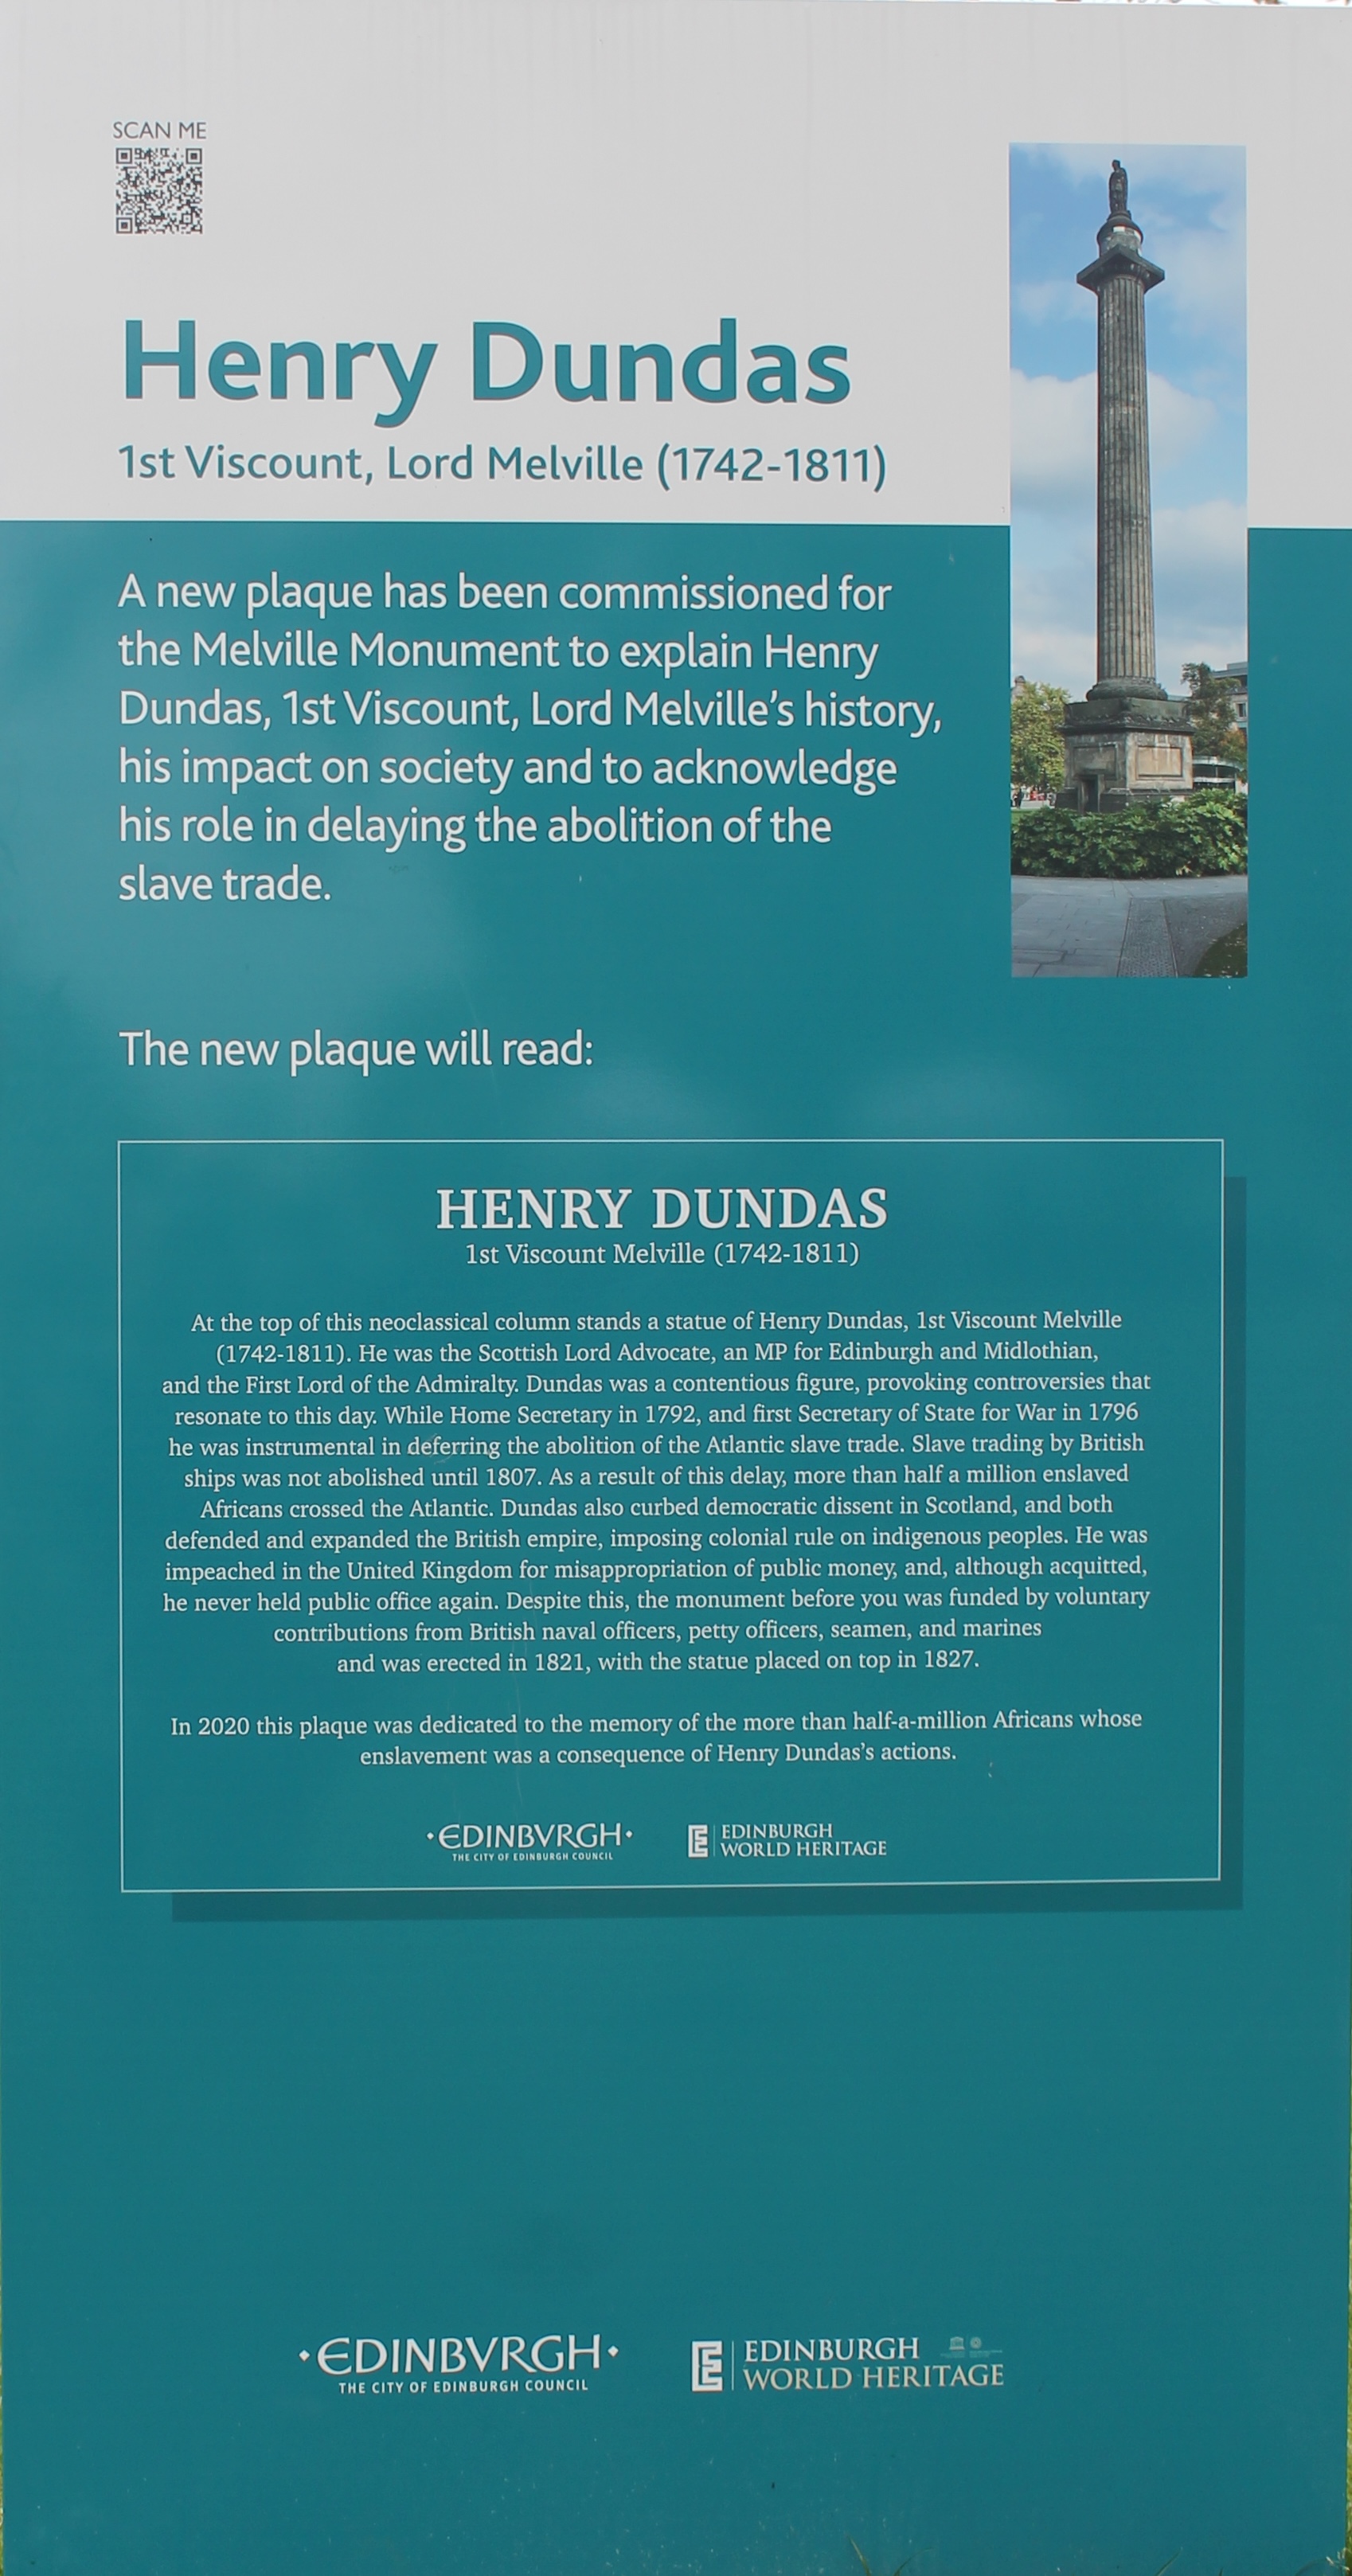 SCAN ME
Henry Dundas
1st Viscount, Lord Melville (1742-1811)
A new plaque has been commissioned for
the Melville Monument to explain Henry
Dundas, 1st Viscount, Lord Melville's history,
his impact on society and to acknowledge
his role in delaying the abolition of the
slave trade.
The new plaque will read:
HENRY DUNDAS
1st Viscount Melville (1742-1811)
At the top of this neoclassical column stands a statue of Henry Dundas, 1st Viscount Melville
(1742-1811). He was the Scottish Lord Advocate, an MP for Edinburgh and Midlothian,
and the First Lord of the Admiralty. Dundas was a contentious figure, provoking controversies that
resonate to this day. While Home Secretary in 1792, and first Secretary of State for War in 1796
he was instrumental in deferring the abolition of the Atlantic slave trade. Slave trading by British
ships was not abolished until 1807. As a result of this delay, more than half a million enslaved
Africans crossed the Atlantic. Dundas also curbed democratic dissent in Scotland, and both
defended and expanded the British empire, imposing colonial rule on indigenous peoples. He was
impeached in the United Kingdom for misappropriation of public money, and, although acquitted,
he never held public office again. Despite this, the monument before you was funded by voluntary
contributions from British naval officers, petty officers, seamen, and marines
and was erected in 1821, with the statue placed on top in 1827.
In 2020 this plaque was dedicated to the memory of the more than half-a-million Africans whose
enslavement was a consequence of Henry Dundas's actions.
·EDINBVRGH·
THE CITY OF EDINBURGH COUNCIL
EDINBURGH
WORLD HERITAGE
·EDINBVRGH·
THE CITY OF EDINBURGH COUNCIL
EDINBURGH
WORLD HERITAGE